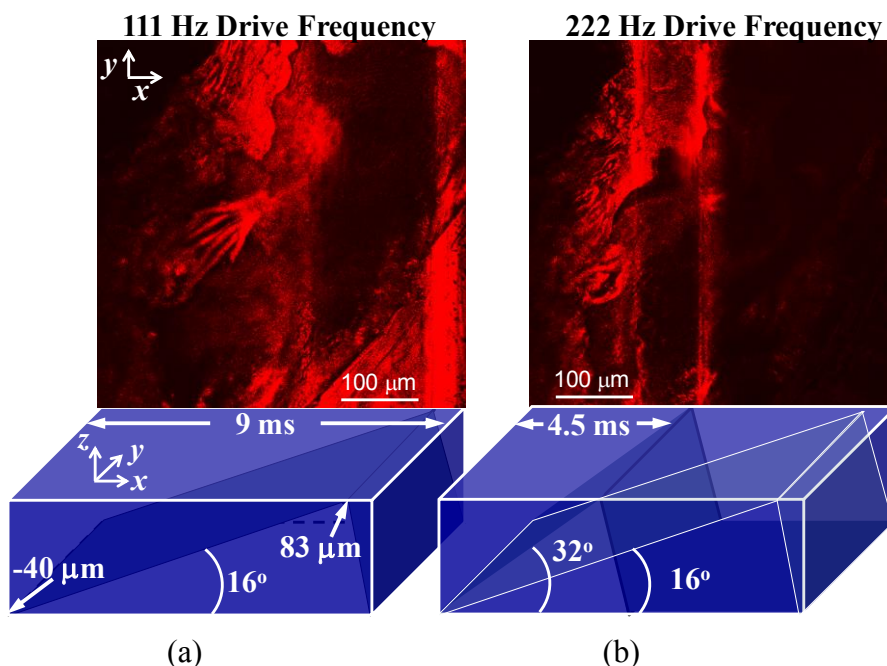 111 Hz Drive Frequency
222 Hz Drive Frequency
y
x
100 μm
100 μm
9 ms
4.5 ms
z
y
x
83 μm
-40 μm
16°
32°
16°
(a)
(b)